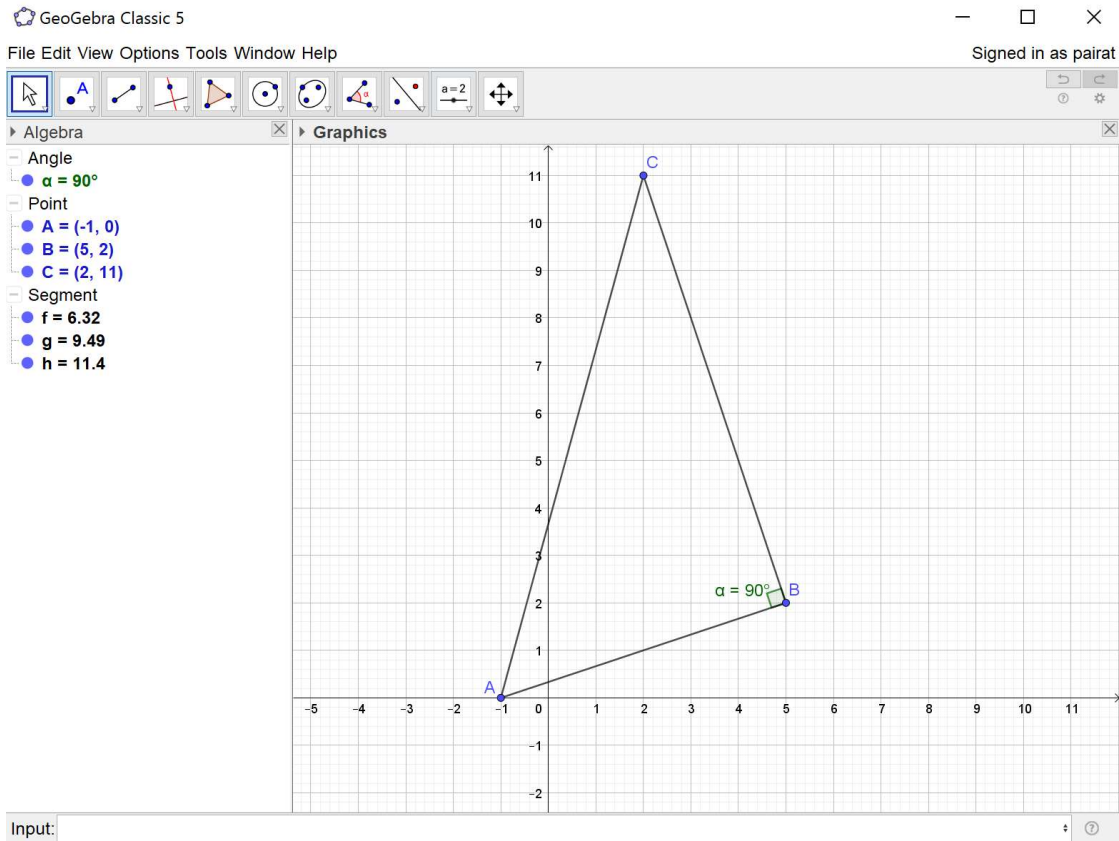 GeoGebra Classic 5
File Edit View Options Tools Window Help
Signed in as pairat
A
α
a = 2
Algebra
Graphics
Angle
α = 90°
Point
A = (-1, 0)
B = (5, 2)
C = (2, 11)
Segment
f = 6.32
g = 9.49
h = 11.4
C
11
10
9
8
7
6
5
4
3
α = 90°
B
2
1
A
−5 −4 −3 −2 −1 0 1 2 3 4 5 6 7 8 9 10 11
−1
−2
Input: